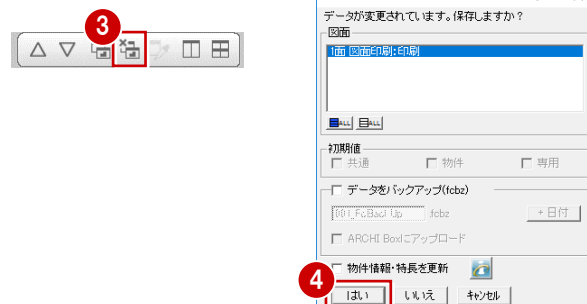 3
データが変更されています。保存しますか？
図面
1面 図面印刷:印刷
ALL ALL
初期値
共通 物件 専用
データをバックアップ(fcbz)
001_FcBack Up .fcbz +日付
ARCHI Boxにアップロード
物件情報・特長を更新
4
はい いいえ キャンセル